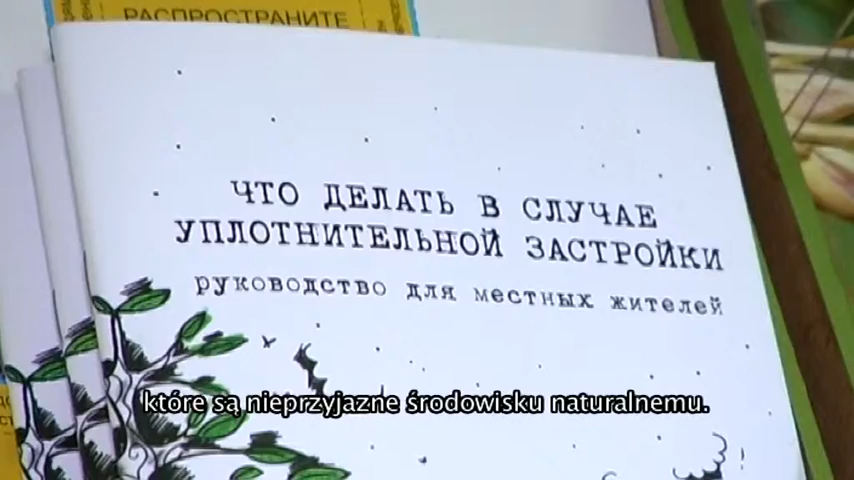 РАСПРОСТРАНИТЕ
ЧТО ДЕЛАТЬ В СЛУЧАЕ
УПЛОТНИТЕЛЬНОЙ ЗАСТРОЙКИ
руководство для местных жителей
które są nieprzyjazne środowisku naturalnemu.